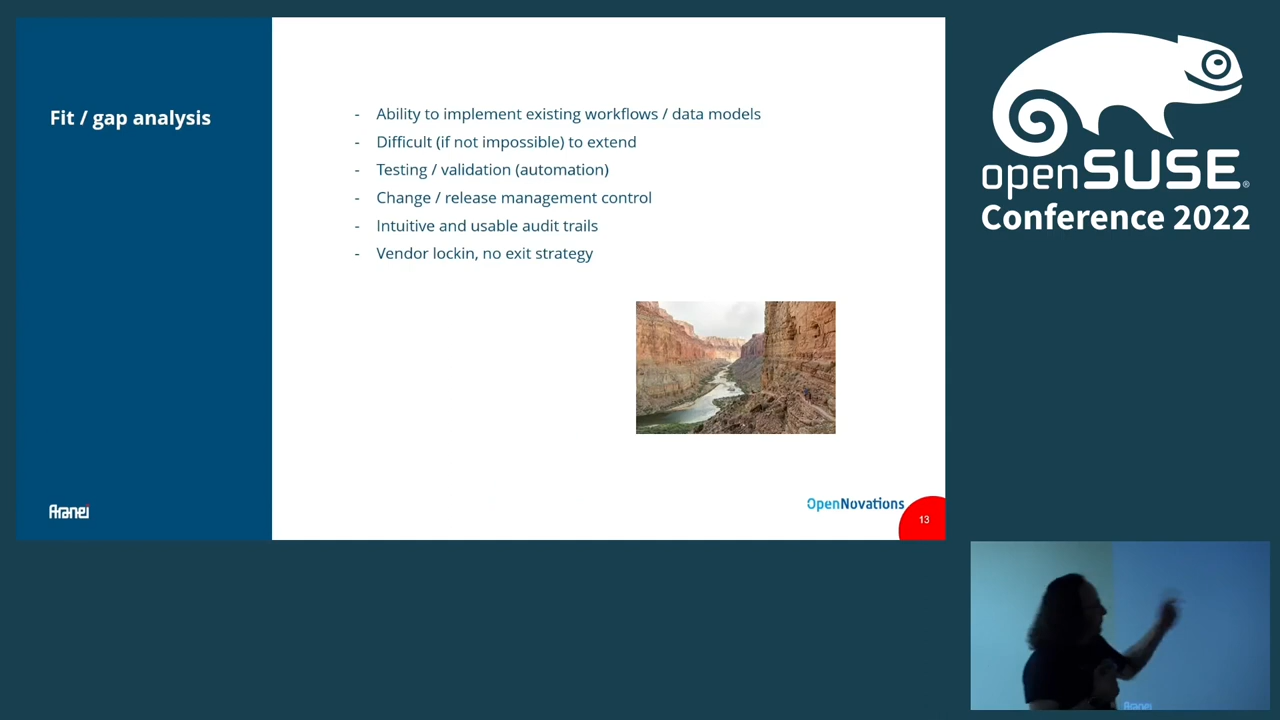 Fit / gap analysis
- Ability to implement existing workflows / data models
- Difficult (if not impossible) to extend
- Testing / validation (automation)
- Change / release management control
- Intuitive and usable audit trails
- Vendor lockin, no exit strategy
Aranei
OpenNovations
13
openSUSE®
Conference 2022
Aranei